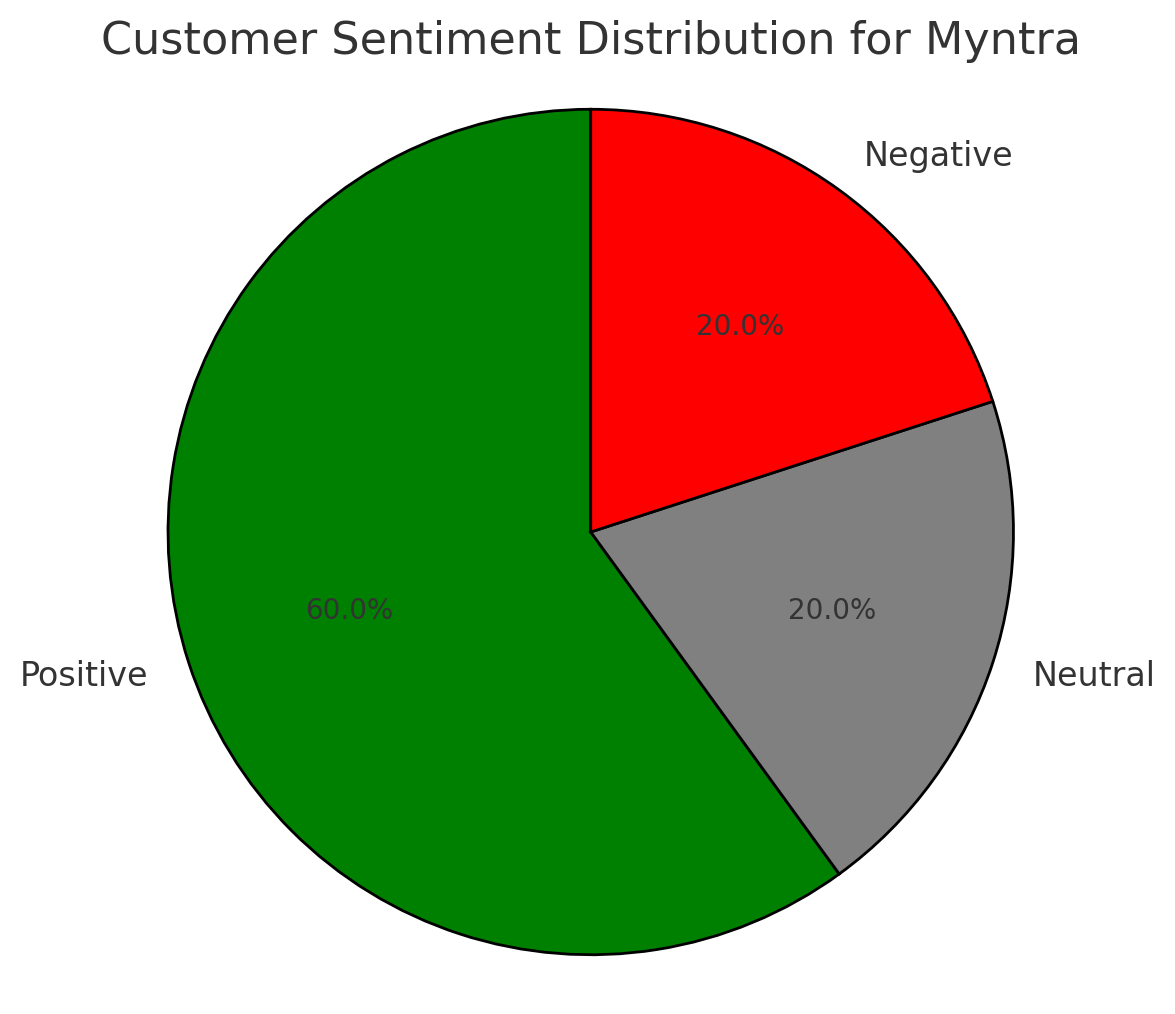 Customer Sentiment Distribution for Myntra
Negative
20.0%
60.0%
20.0%
Positive
Neutral